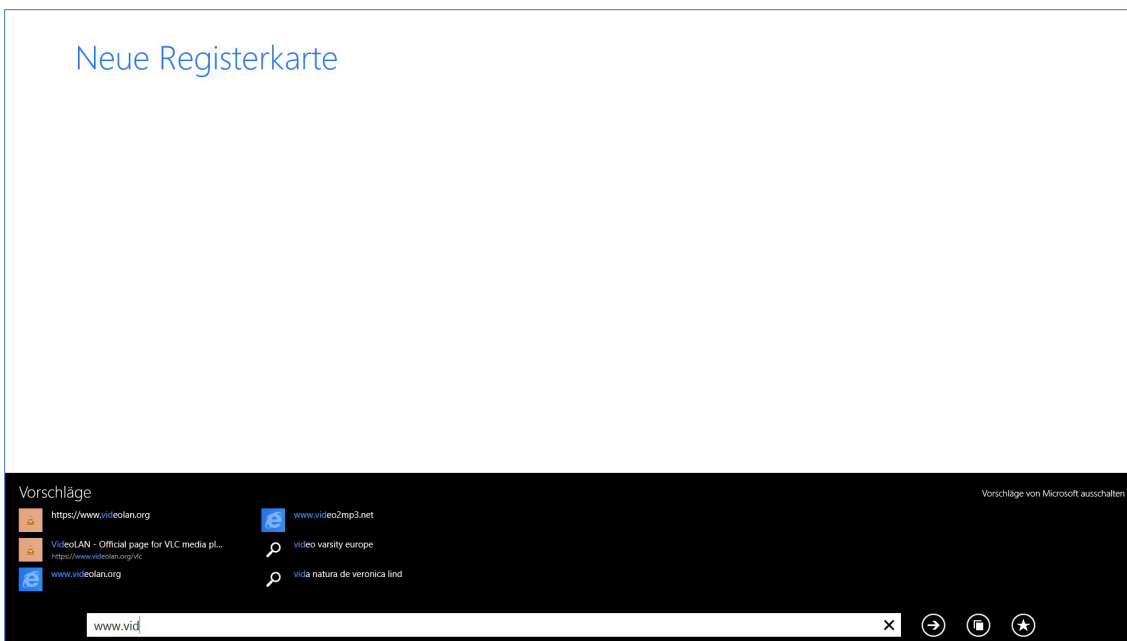 Neue Registerkarte
Vorschläge
Vorschläge von Microsoft ausschalten
https://www.videolan.org
VideoLAN - Official page for VLC media pl...
https://www.videolan.org/vlc
www.videolan.org
www.video2mp3.net
video varsity europe
vida natura de veronica lind
www.vid